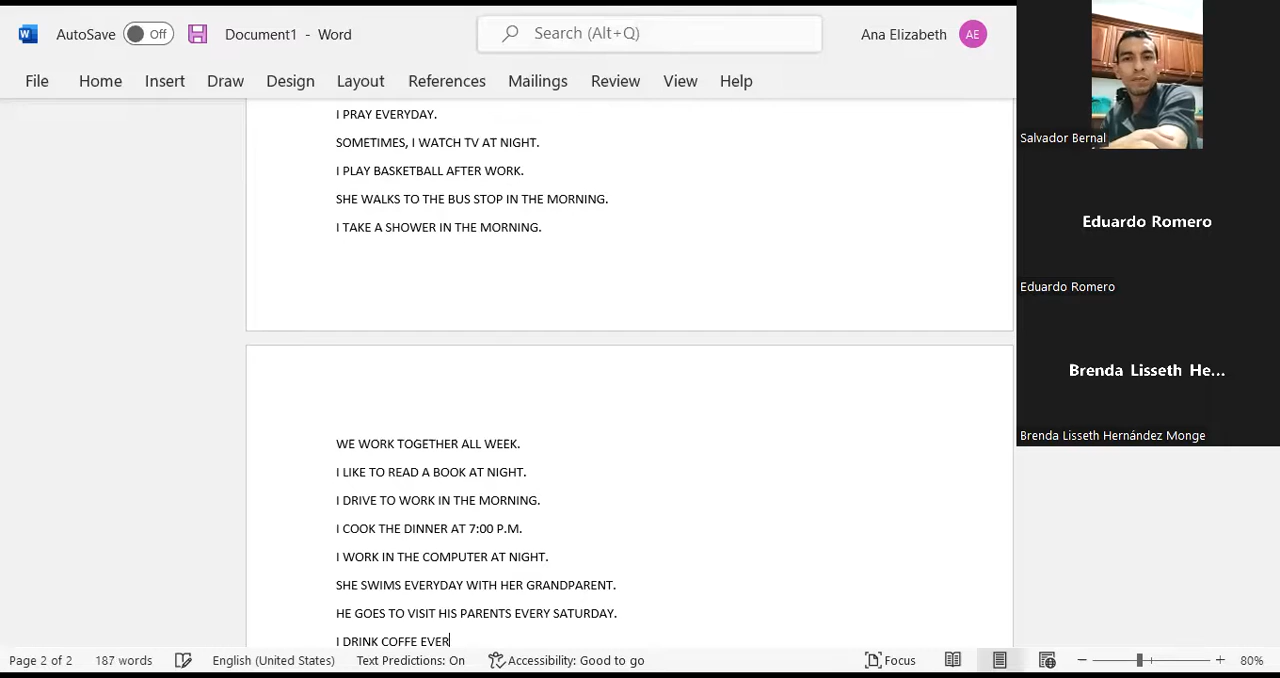 AutoSave Off Document1 - Word Search (Alt+Q) Ana Elizabeth AE
File Home Insert Draw Design Layout References Mailings Review View Help
I PRAY EVERYDAY.
SOMETIMES, I WATCH TV AT NIGHT.
I PLAY BASKETBALL AFTER WORK.
SHE WALKS TO THE BUS STOP IN THE MORNING.
I TAKE A SHOWER IN THE MORNING.
WE WORK TOGETHER ALL WEEK.
I LIKE TO READ A BOOK AT NIGHT.
I DRIVE TO WORK IN THE MORNING.
I COOK THE DINNER AT 7:00 P.M.
I WORK IN THE COMPUTER AT NIGHT.
SHE SWIMS EVERYDAY WITH HER GRANDPARENT.
HE GOES TO VISIT HIS PARENTS EVERY SATURDAY.
I DRINK COFFE EVER
Page 2 of 2 187 words English (United States) Text Predictions: On Accessibility: Good to go Focus 80%
Salvador Bernal
Eduardo Romero
Eduardo Romero
Brenda Lisseth He...
Brenda Lisseth Hernández Monge